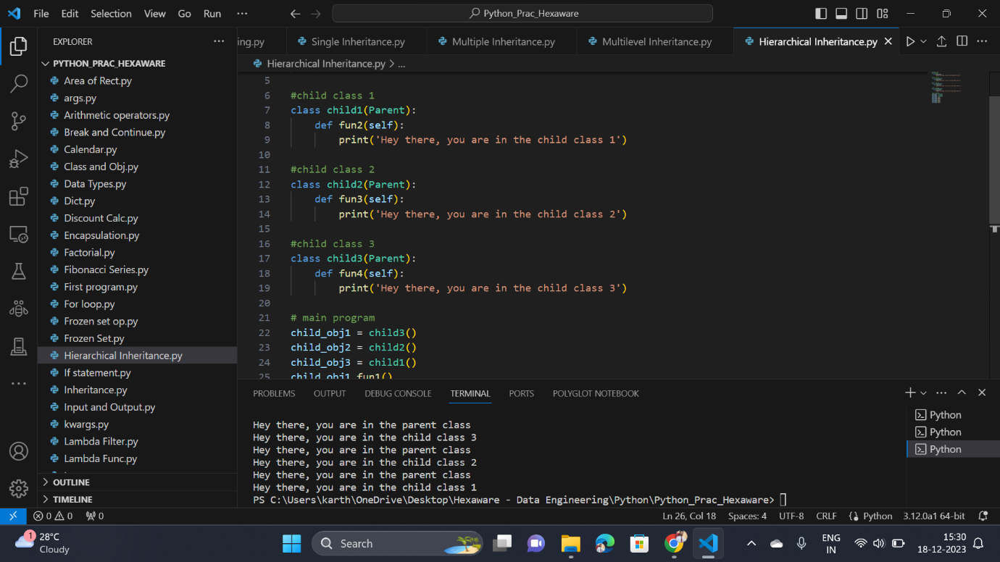 File Edit Selection View Go Run ···
Python_Prac_Hexaware
EXPLORER
PYTHON_PRAC_HEXAWARE
Area of Rect.py
args.py
Arithmetic operators.py
Break and Continue.py
Calendar.py
Class and Obj.py
Data Types.py
Dict.py
Discount Calc.py
Encapsulation.py
Factorial.py
Fibonacci Series.py
First program.py
For loop.py
Frozen set op.py
Frozen Set.py
Hierarchical Inheritance.py
If statement.py
Inheritance.py
Input and Output.py
kwargs.py
Lambda Filter.py
Lambda Func.py
OUTLINE
TIMELINE
ing.py Single Inheritance.py Multiple Inheritance.py Multilevel Inheritance.py Hierarchical Inheritance.py
Hierarchical Inheritance.py > ...
5
6 #child class 1
7 class child1(Parent):
8 def fun2(self):
9 print('Hey there, you are in the child class 1')
10
11 #child class 2
12 class child2(Parent):
13 def fun3(self):
14 print('Hey there, you are in the child class 2')
15
16 #child class 3
17 class child3(Parent):
18 def fun4(self):
19 print('Hey there, you are in the child class 3')
20
21 # main program
22 child_obj1 = child3()
23 child_obj2 = child2()
24 child_obj3 = child1()
25 child_obj1.fun1()
PROBLEMS OUTPUT DEBUG CONSOLE TERMINAL PORTS POLYGLOT NOTEBOOK
Hey there, you are in the parent class
Hey there, you are in the child class 3
Hey there, you are in the parent class
Hey there, you are in the child class 2
Hey there, you are in the parent class
Hey there, you are in the child class 1
PS C:\Users\karth\OneDrive\Desktop\Hexaware - Data Engineering\Python\Python_Prac_Hexaware>
Python
Python
Python
0 0 0 Ln 26, Col 18 Spaces: 4 UTF-8 CRLF Python 3.12.0a1 64-bit
1
28°C
Cloudy
Search
ENG
IN
15:30
18-12-2023